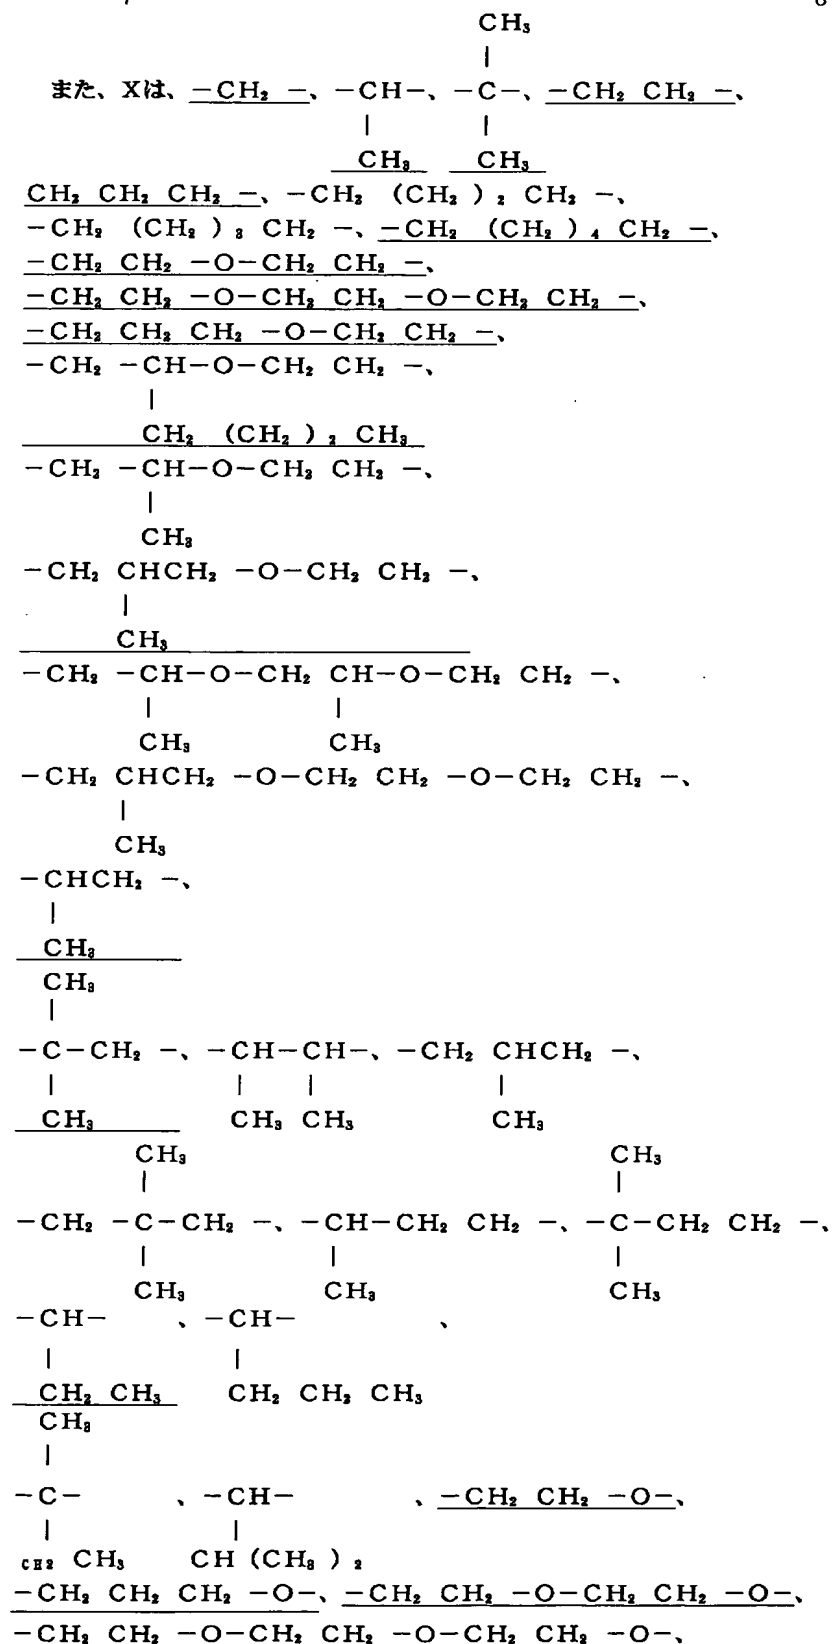 CH₃
|
また、Xは、－CH₂ －、－CH－、－C－、－CH₂ CH₂ －、
| |
CH₃ CH₃
CH₂ CH₂ CH₂ －、－CH₂ (CH₂ )₂ CH₂ －、
－CH₂ (CH₂ )₃ CH₂ －、－CH₂ (CH₂ )₄ CH₂ －、
－CH₂ CH₂ －O－CH₂ CH₂ －、
－CH₂ CH₂ －O－CH₂ CH₂ －O－CH₂ CH₂ －、
－CH₂ CH₂ CH₂ －O－CH₂ CH₂ －、
－CH₂ －CH－O－CH₂ CH₂ －、
|
CH₂ (CH₂ )₂ CH₃
－CH₂ －CH－O－CH₂ CH₂ －、
|
CH₃
－CH₂ CHCH₂ －O－CH₂ CH₂ －、
|
CH₃
－CH₂ －CH－O－CH₂ CH－O－CH₂ CH₂ －、
| |
CH₃ CH₃
－CH₂ CHCH₂ －O－CH₂ CH₂ －O－CH₂ CH₂ －、
|
CH₃
－CHCH₂ －、
|
CH₃
CH₃
|
－C－CH₂ －、－CH－CH－、－CH₂ CHCH₂ －、
| | | |
CH₃ CH₃ CH₃ CH₃
CH₃ CH₃
| |
－CH₂ －C－CH₂ －、－CH－CH₂ CH₂ －、－C－CH₂ CH₂ －、
| | |
CH₃ CH₃ CH₃
－CH－ 、－CH－ 、
| |
CH₂ CH₃ CH₂ CH₂ CH₃
CH₃
|
－C－ 、－CH－ 、－CH₂ CH₂ －O－、
| |
CH₂ CH₃ CH (CH₃ )₂
－CH₂ CH₂ CH₂ －O－、－CH₂ CH₂ －O－CH₂ CH₂ －O－、
－CH₂ CH₂ －O－CH₂ CH₂ －O－CH₂ CH₂ －O－、